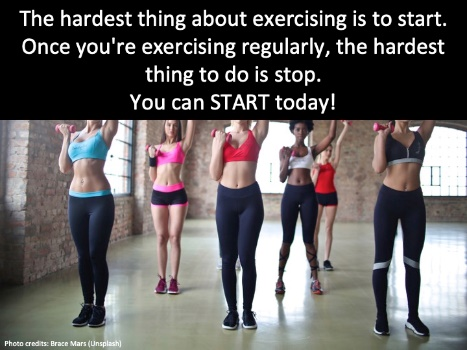 The hardest thing about exercising is to start.
Once you're exercising regularly, the hardest
thing to do is stop.
You can START today!
Photo credits: Brace Mars (Unsplash)